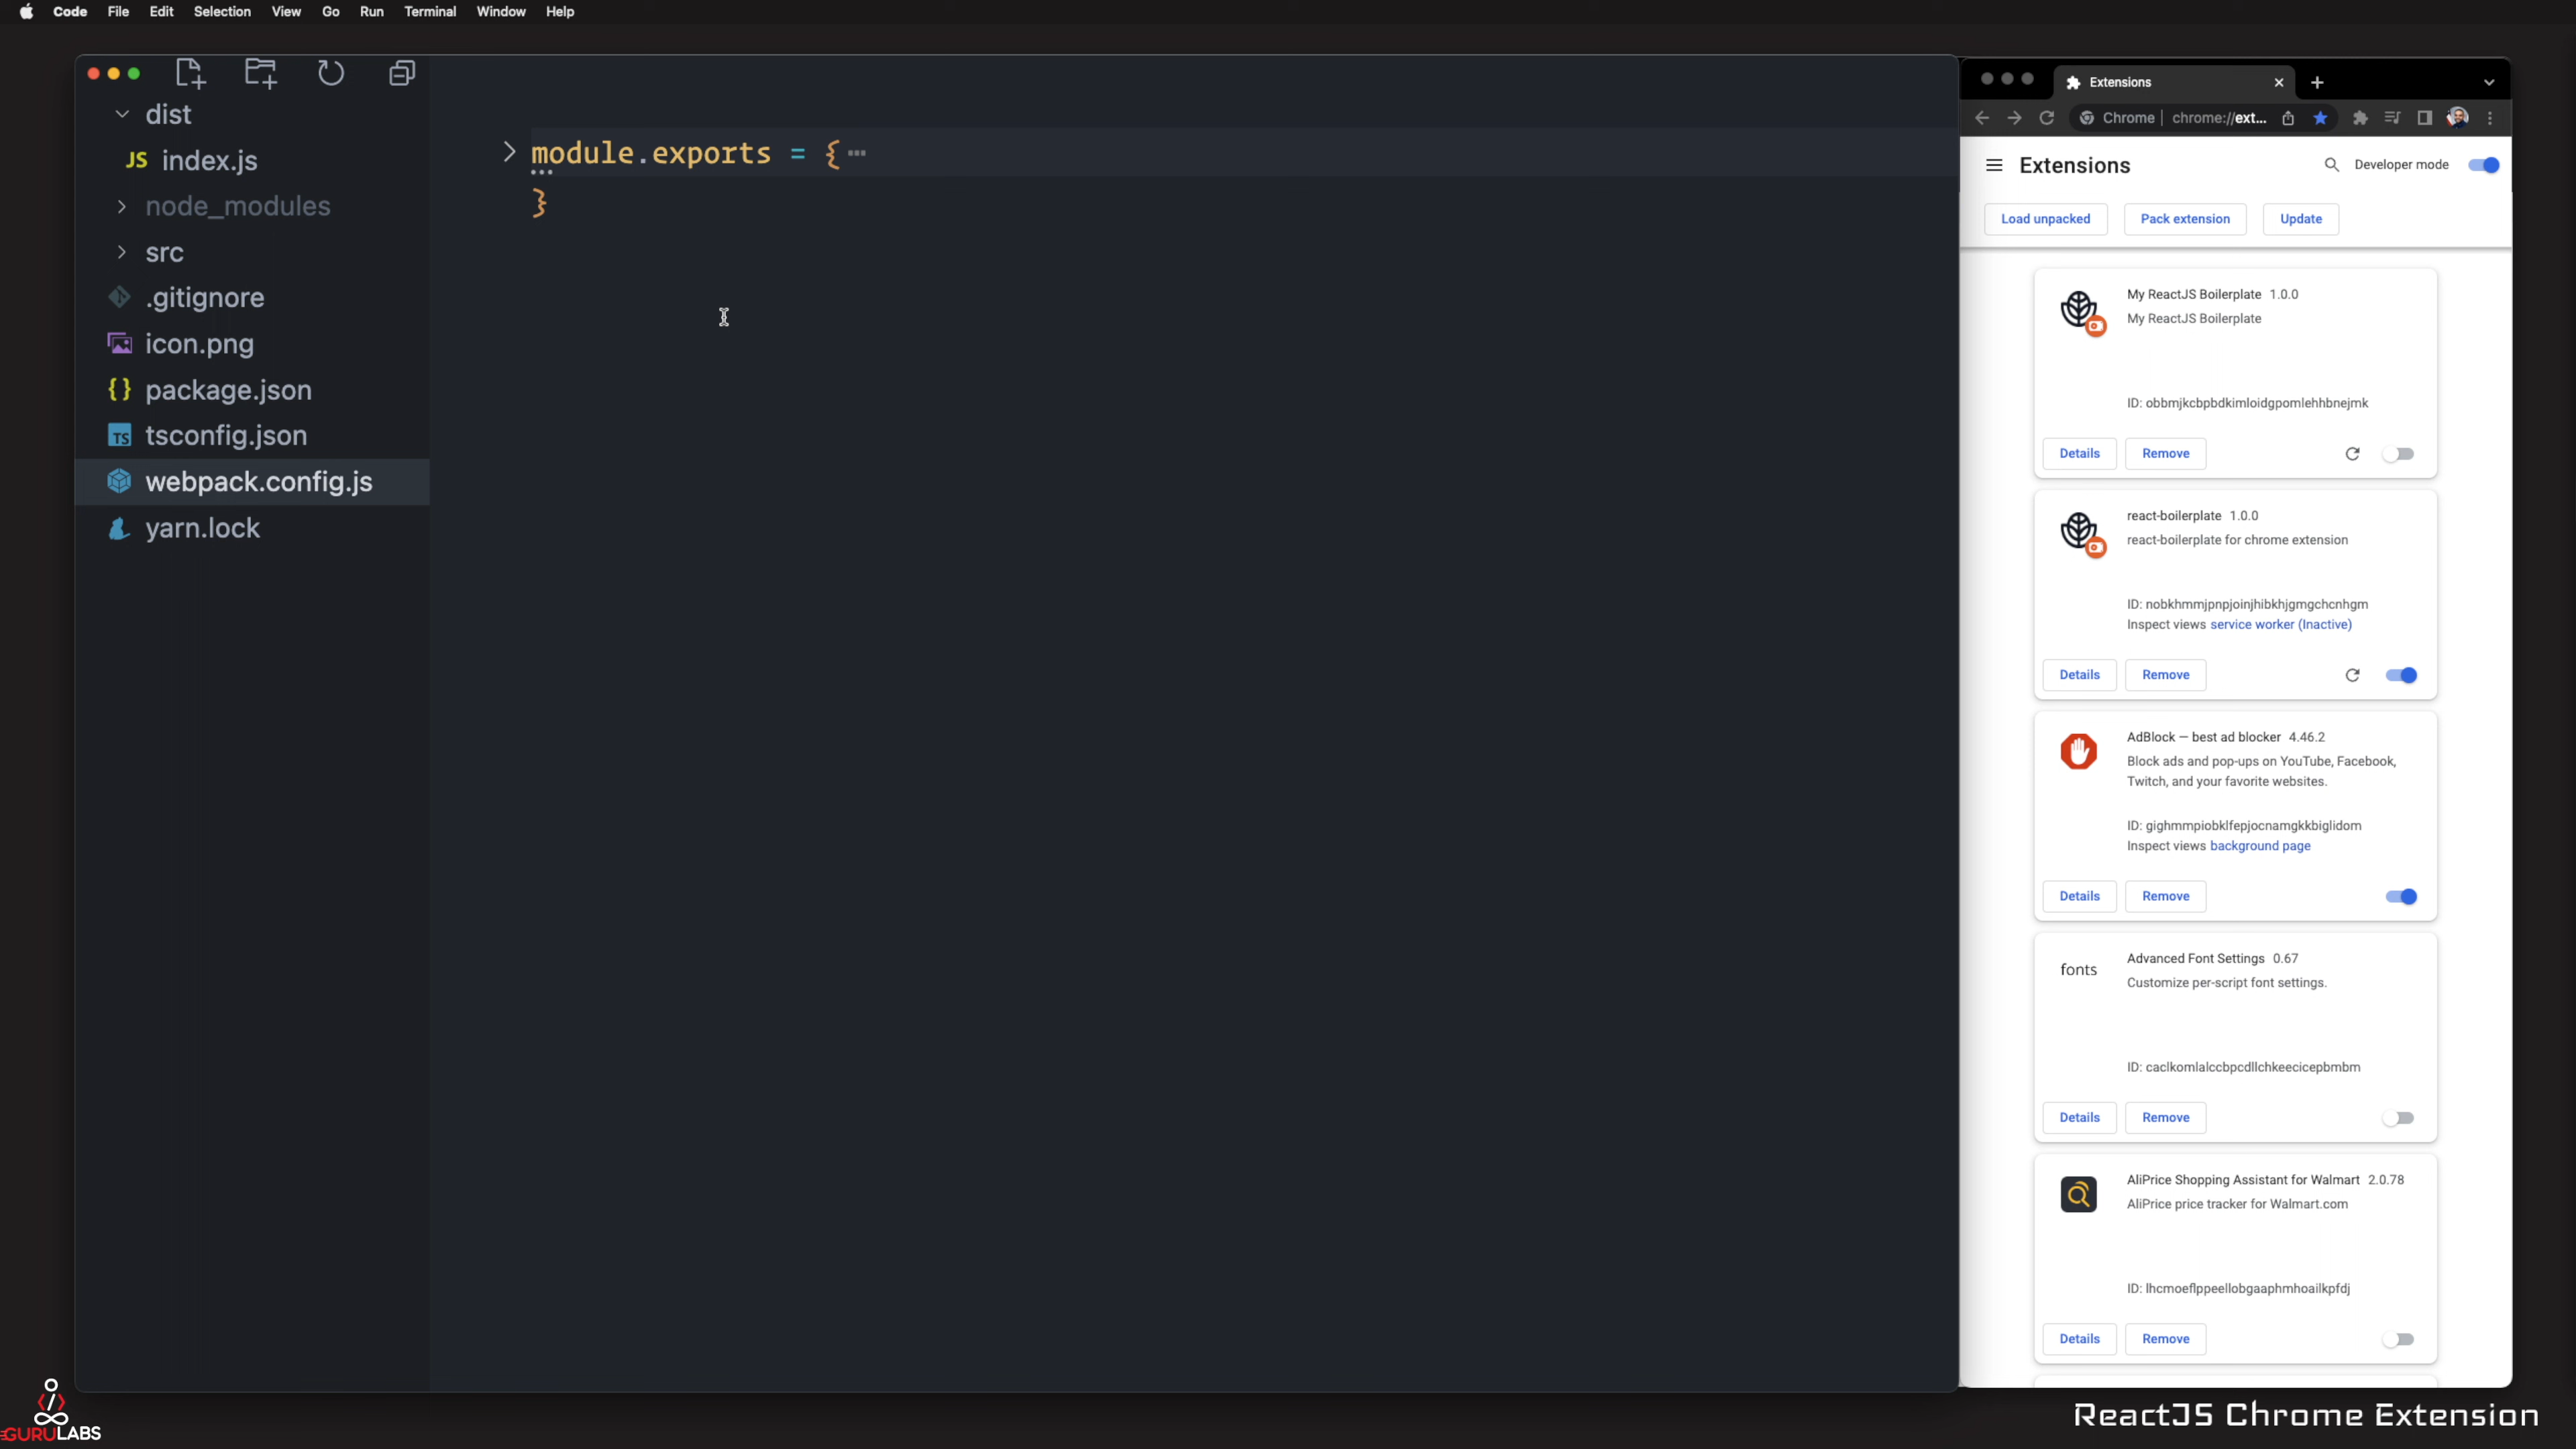 Code File Edit Selection View Go Run Terminal Window Help
dist
JS index.js
node_modules
src
.gitignore
icon.png
{} package.json
TS tsconfig.json
webpack.config.js
yarn.lock
module.exports = {
}
Extensions
Chrome | chrome://ext...
Extensions
Developer mode
Load unpacked
Pack extension
Update
My ReactJS Boilerplate 1.0.0
My ReactJS Boilerplate
ID: obbmjkcbpbdkimloidgpomlehhbnejmk
Details Remove
react-boilerplate 1.0.0
react-boilerplate for chrome extension
ID: nobkhmmjpnpjoinjhibkhjgmgchcnhgm
Inspect views service worker (Inactive)
Details Remove
AdBlock — best ad blocker 4.46.2
Block ads and pop-ups on YouTube, Facebook,
Twitch, and your favorite websites.
ID: gighmmpiobklfepjocnamgkkbiglidom
Inspect views background page
Details Remove
fonts
Advanced Font Settings 0.67
Customize per-script font settings.
ID: caclkomlalccbpcdllchkeecicepbmbm
Details Remove
AliPrice Shopping Assistant for Walmart 2.0.78
AliPrice price tracker for Walmart.com
ID: lhcmoeflppeellobgaaphmhoailkpfdj
Details Remove
GURULABS
ReactJS Chrome Extension